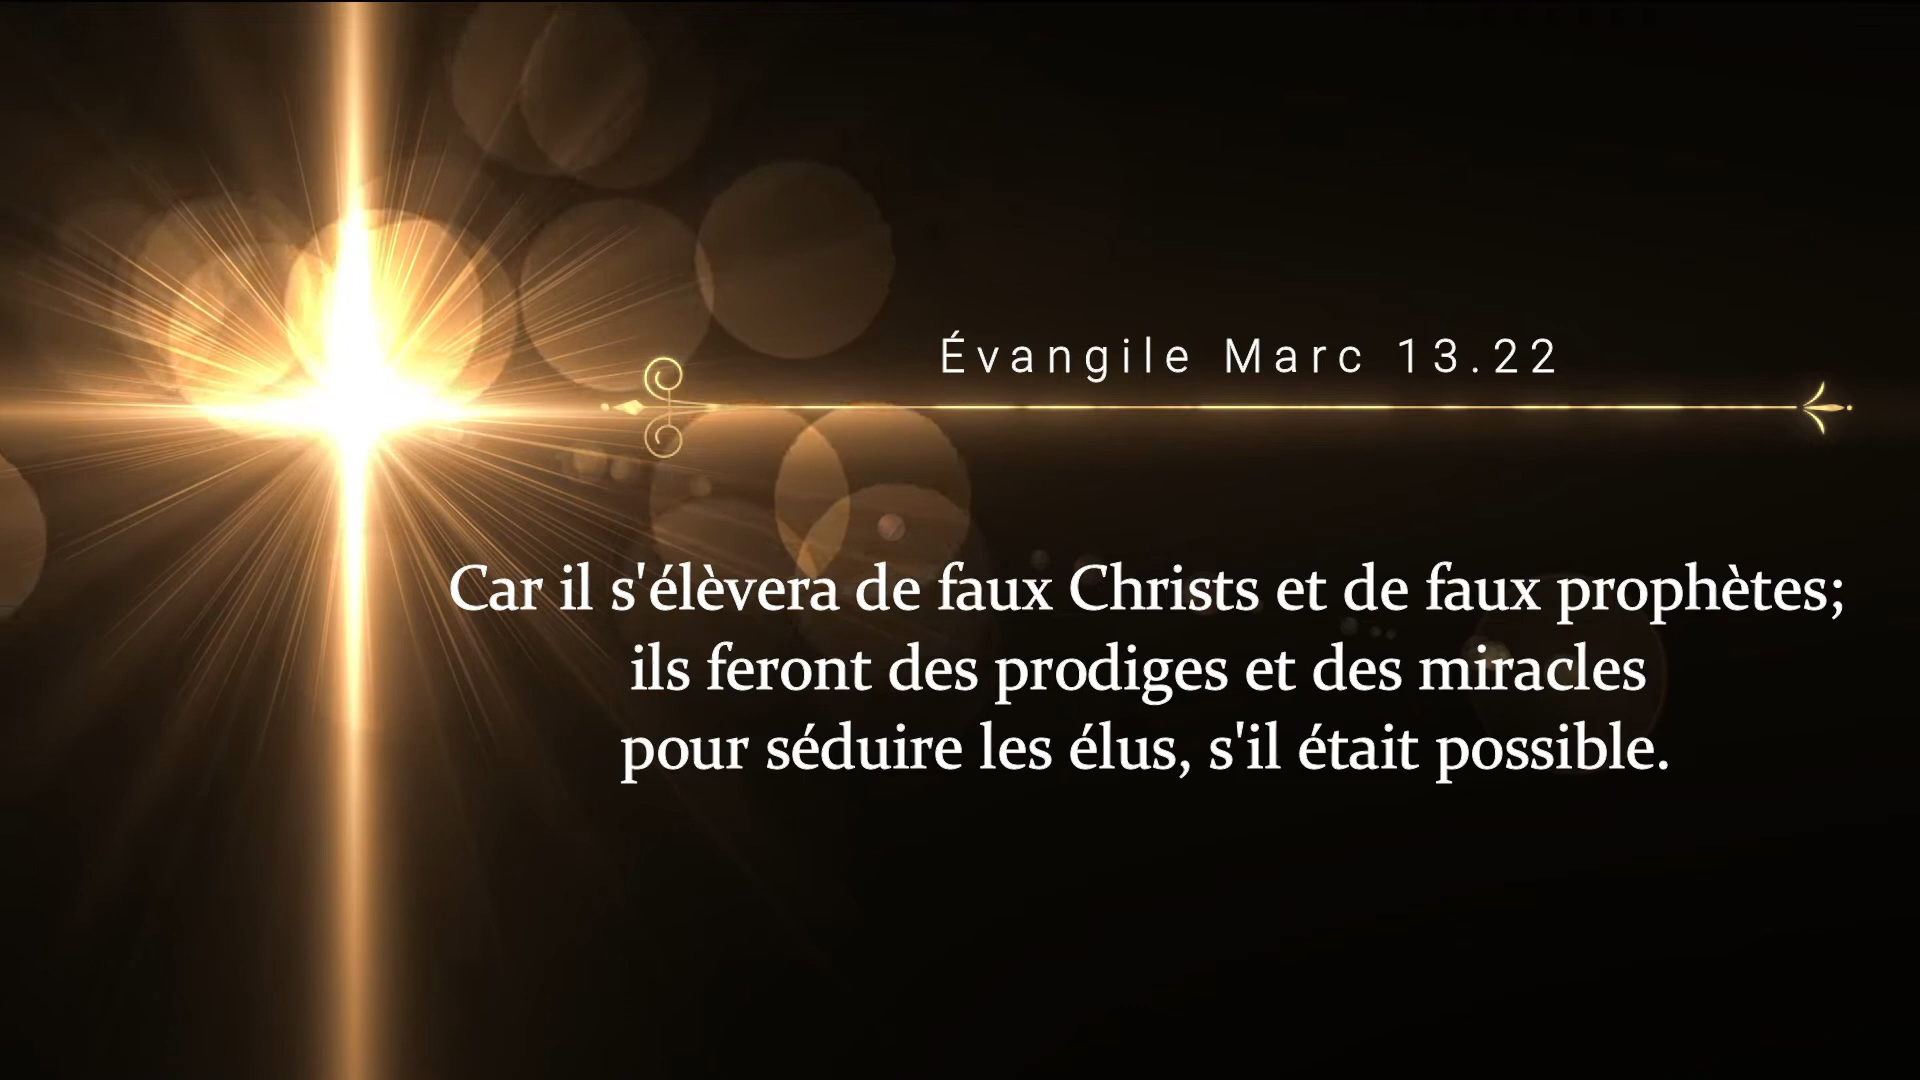 Évangile Marc 13.22
Car il s'élèvera de faux Christs et de faux prophètes;
ils feront des prodiges et des miracles
pour séduire les élus, s'il était possible.